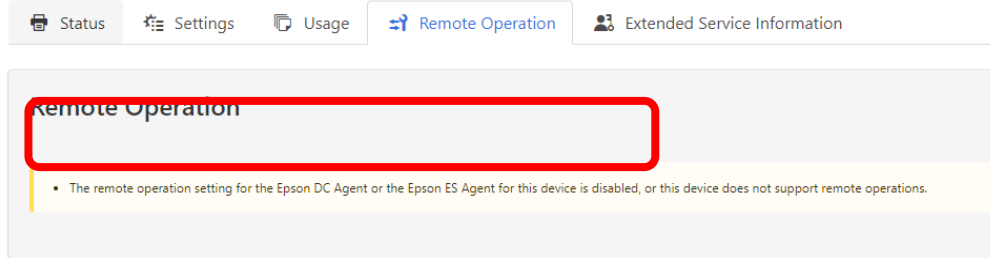 Status Settings Usage Remote Operation Extended Service Information
Remote Operation
• The remote operation setting for the Epson DC Agent or the Epson ES Agent for this device is disabled, or this device does not support remote operations.